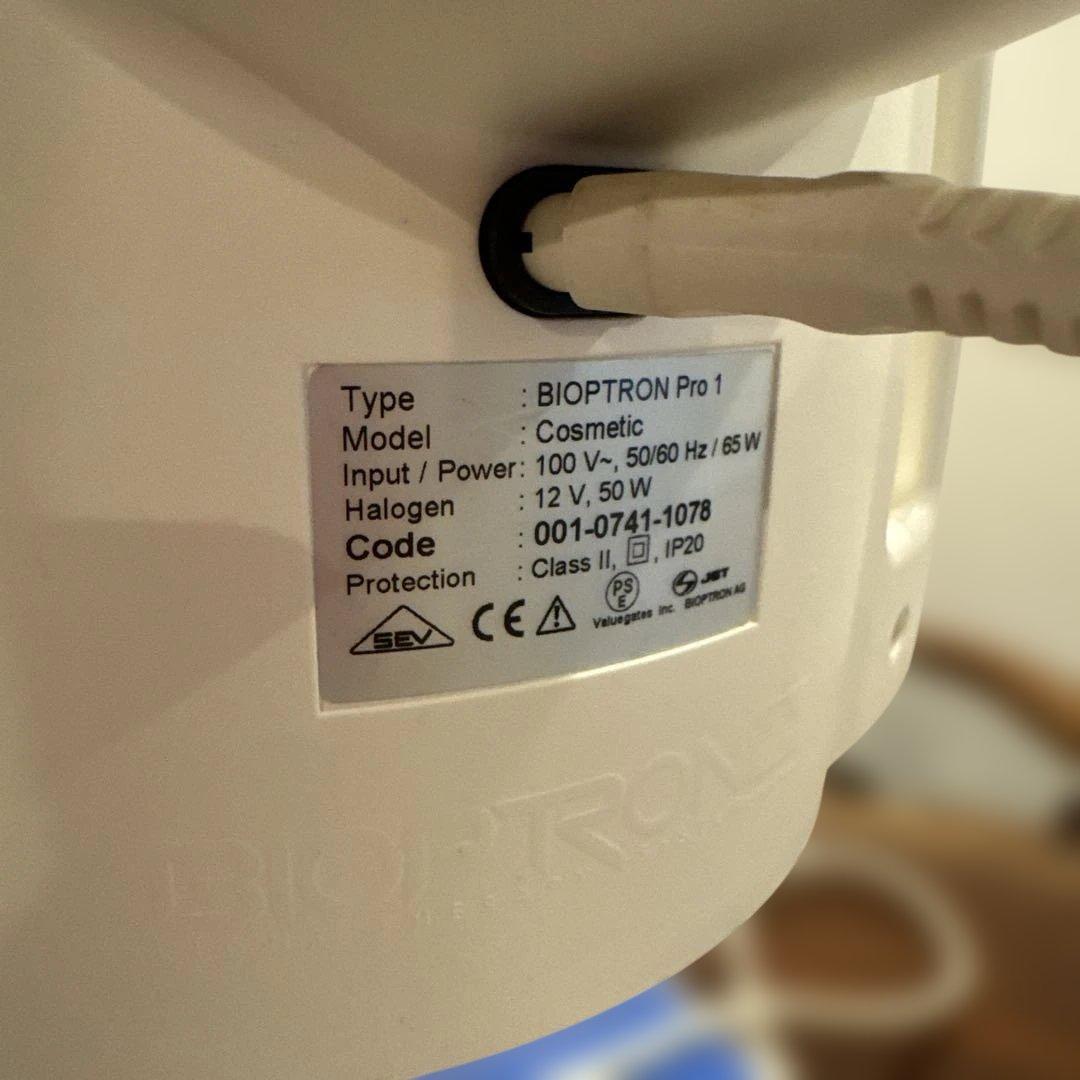 Type : BIOPTRON Pro 1
Model : Cosmetic
Input / Power : 100 V~, 50/60 Hz / 65 W
Halogen : 12 V, 50 W
Code : 001-0741-1078
Protection : Class II, , IP20
SEV CE PS E JET
Valuegates Inc. BIOPTRON AG
BIOPTRON